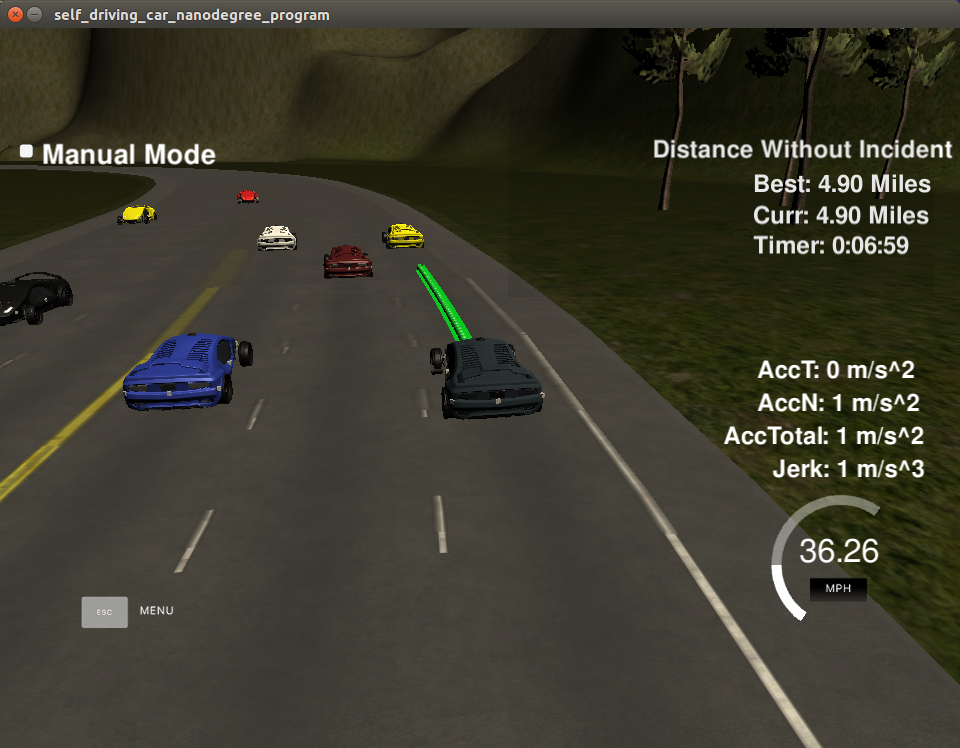 self_driving_car_nanodegree_program
Manual Mode
Distance Without Incident
Best: 4.90 Miles
Curr: 4.90 Miles
Timer: 0:06:59
AccT: 0 m/s^2
AccN: 1 m/s^2
AccTotal: 1 m/s^2
Jerk: 1 m/s^3
36.26
MPH
ESC MENU